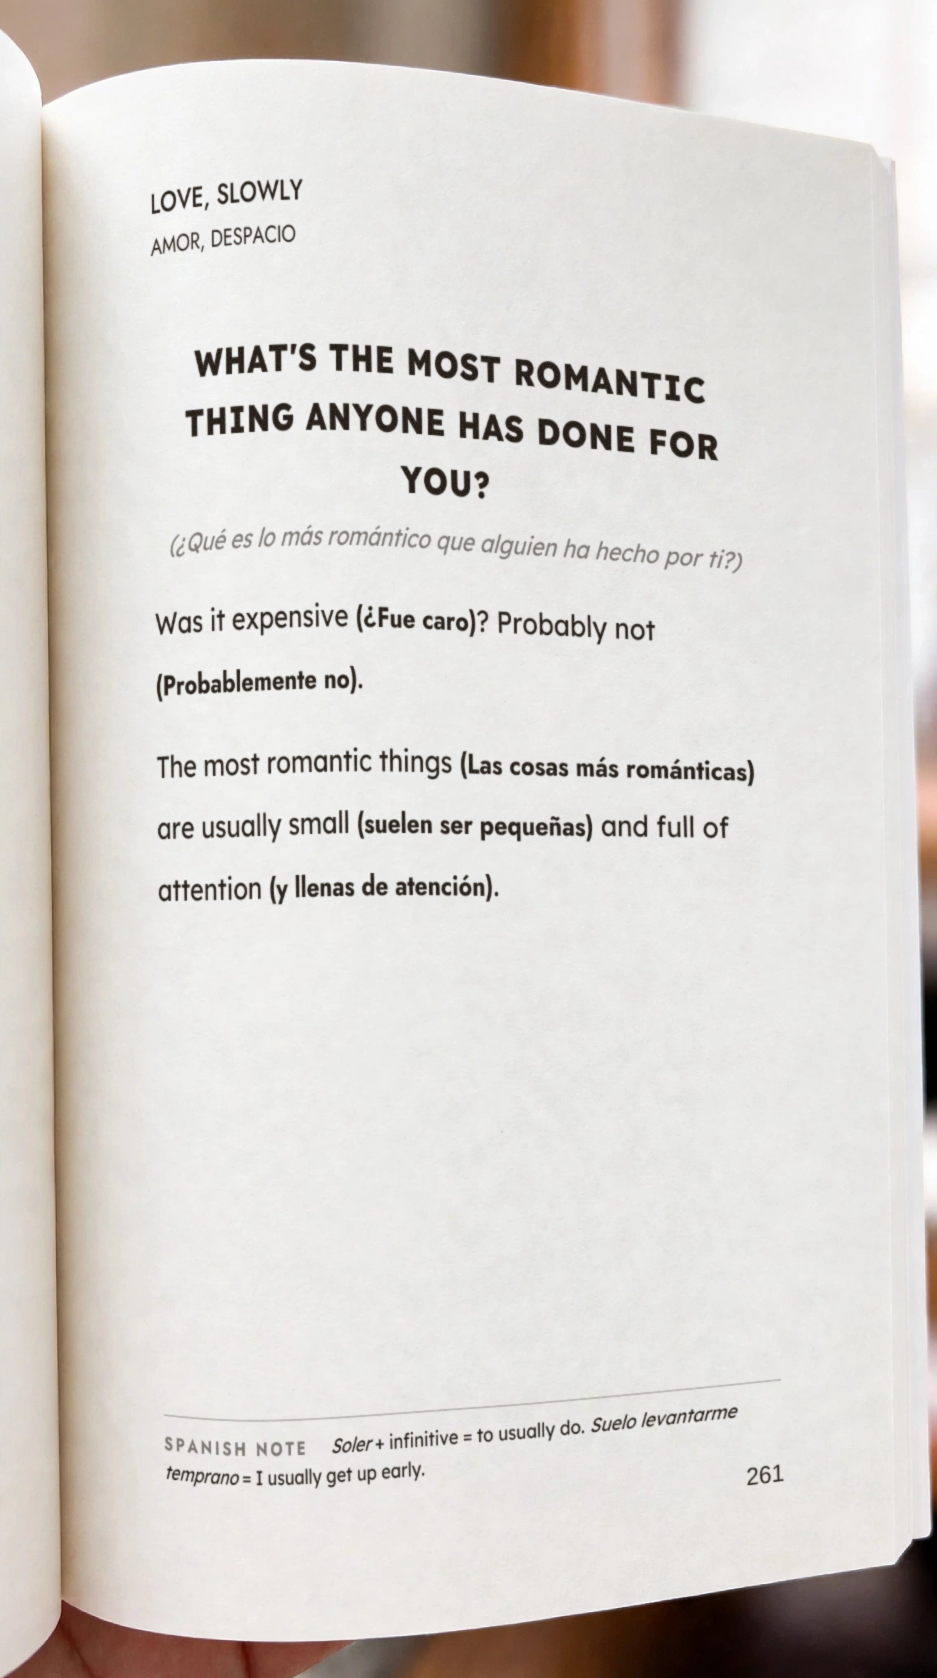 LOVE, SLOWLY
AMOR, DESPACIO
WHAT'S THE MOST ROMANTIC
THING ANYONE HAS DONE FOR
YOU?
(¿Qué es lo más romántico que alguien ha hecho por ti?)
Was it expensive (¿Fue caro)? Probably not
(Probablemente no).
The most romantic things (Las cosas más románticas)
are usually small (suelen ser pequeñas) and full of
attention (y llenas de atención).
SPANISH NOTE Soler + infinitive = to usually do. Suelo levantarme
temprano = I usually get up early.
261